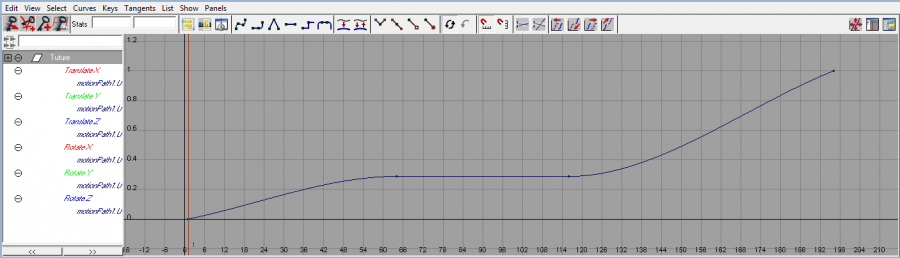 Edit View Select Curves Keys Tangents List Show Panels
Stats
Tuture
Translate X
motionPath1.U
Translate Y
motionPath1.U
Translate Z
motionPath1.U
Rotate X
motionPath1.U
Rotate Y
motionPath1.U
Rotate Z
motionPath1.U
<< >>
1.2
1
0.8
0.6
0.4
0.2
0
1
-18 -12 -6 0 6 12 18 24 30 36 42 48 54 60 66 72 78 84 90 96 102 108 114 120 126 132 138 144 150 156 162 168 174 180 186 192 198 204 210